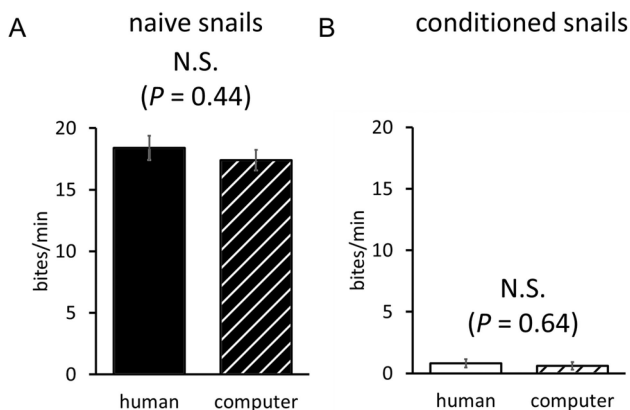 A
naive snails
N.S.
(P = 0.44)
20
15
10
5
0
bites/min
human
computer
B
conditioned snails
20
15
10
5
0
bites/min
N.S.
(P = 0.64)
human
computer